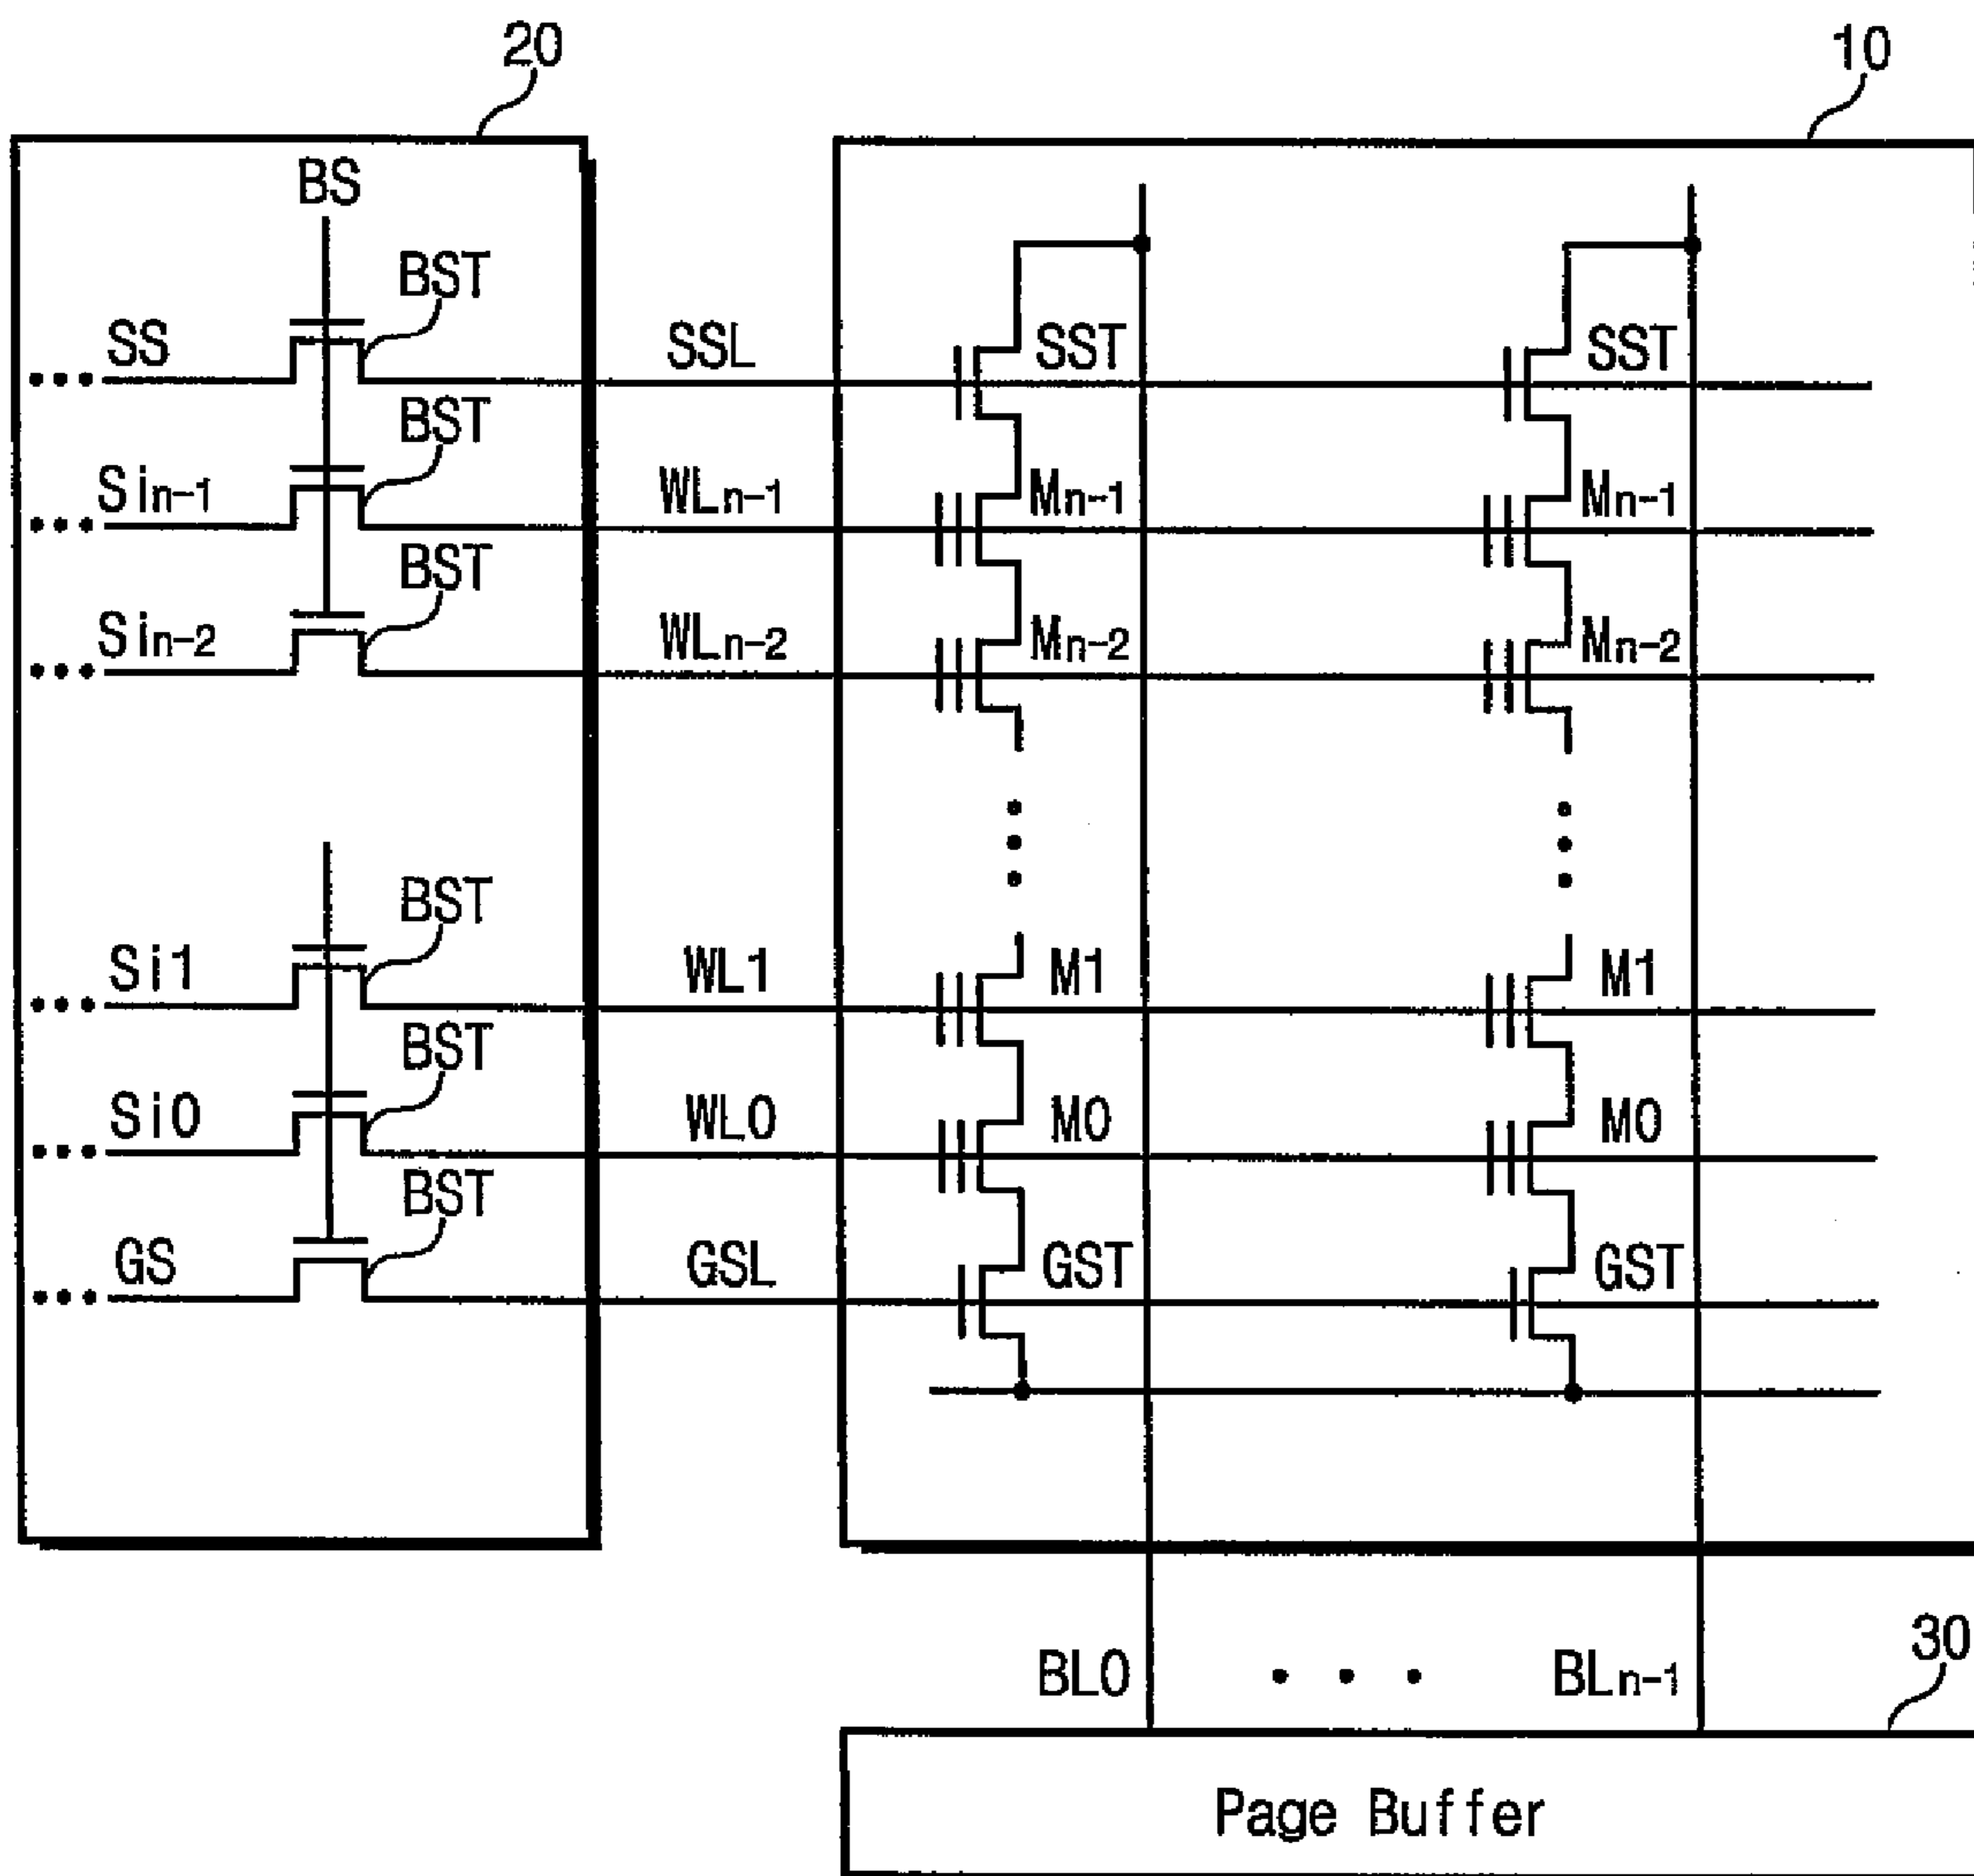 20 10
BS
BST
SS SSL SST SST
BST
Sin-1 WLn-1 Mn-1 Mn-1
BST
Sin-2 WLn-2 Mn-2 Mn-2
BST
Si1 WL1 M1 M1
BST
Si0 WL0 M0 M0
BST
GS GSL GST GST
30
BL0 • • • BLn-1
Page Buffer